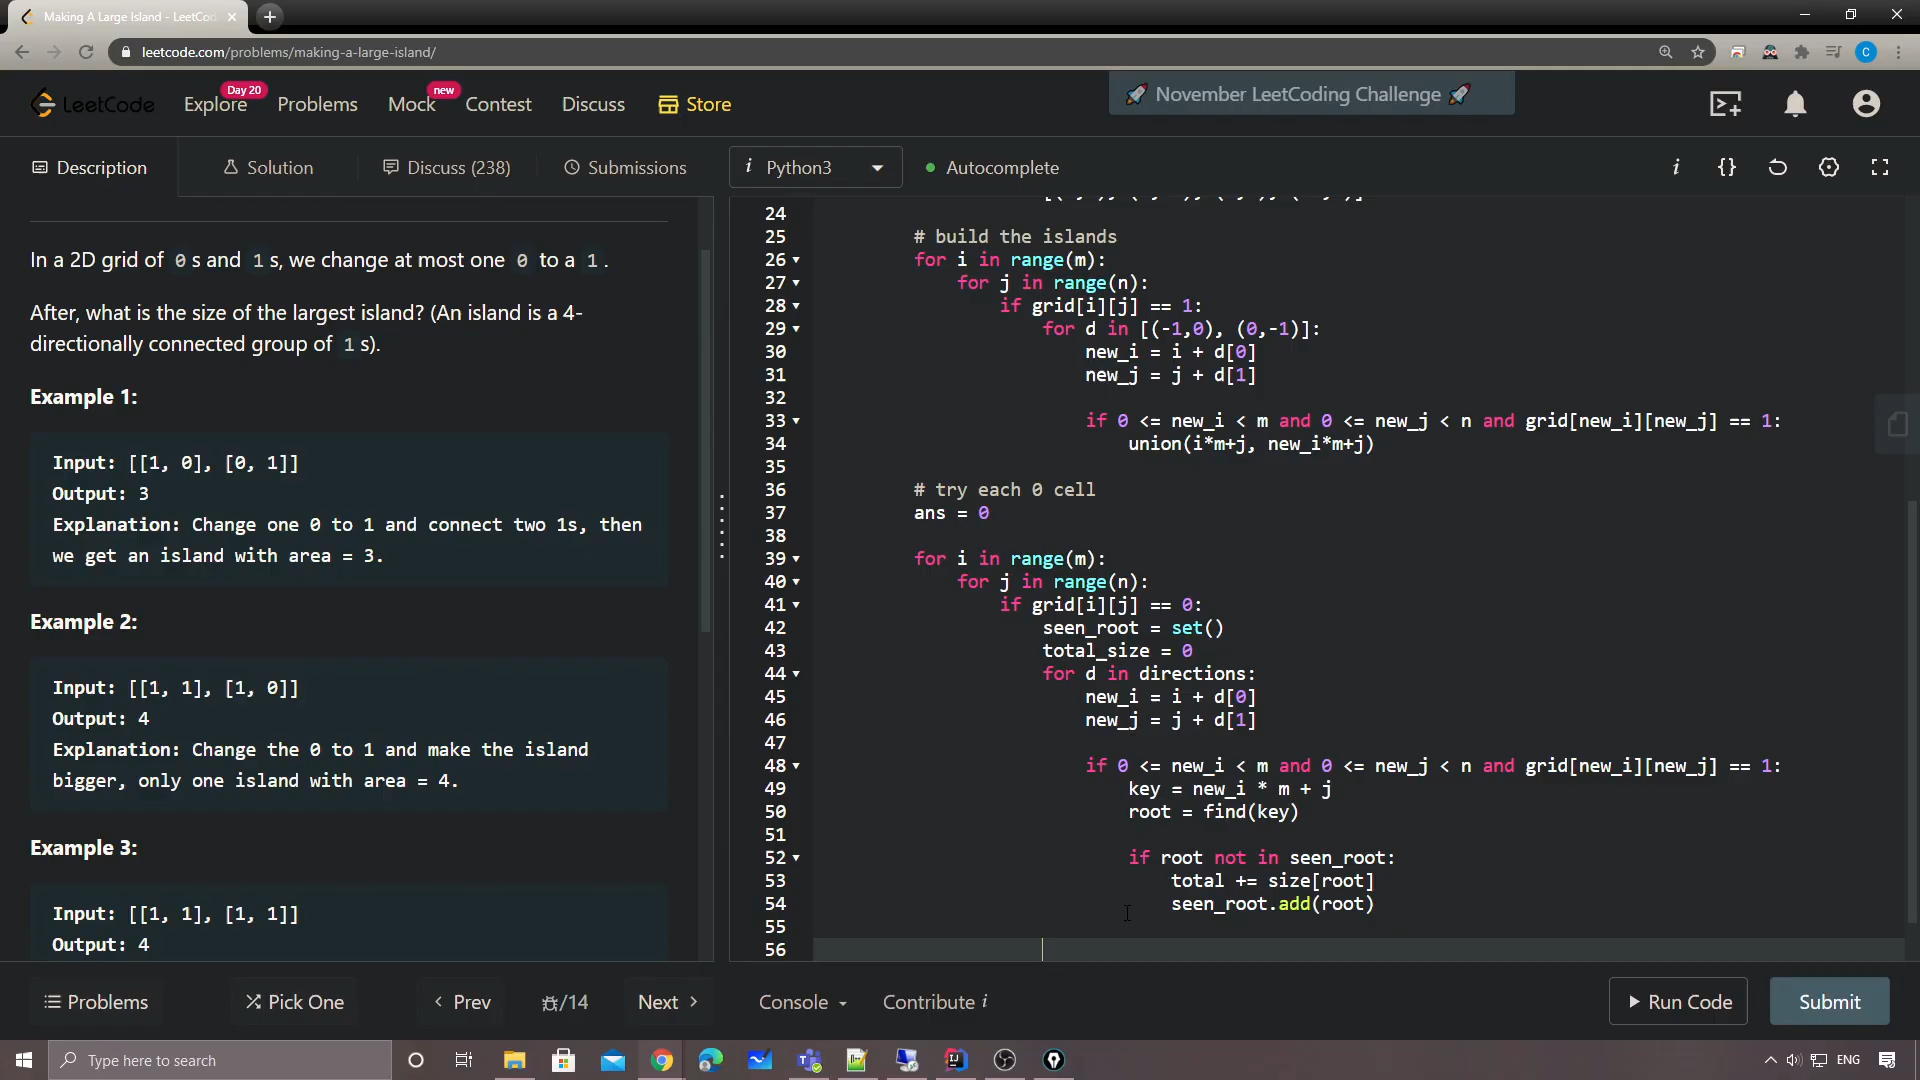 Making A Large Island - LeetCod
leetcode.com/problems/making-a-large-island/
C
LeetCode
Explore
Day 20
Problems
Mock
new
Contest
Discuss
Store
🚀 November LeetCoding Challenge 🚀
Description
Solution
Discuss (238)
Submissions
i Python3
Autocomplete
i {}
In a 2D grid of 0 s and 1 s, we change at most one 0 to a 1 .
After, what is the size of the largest island? (An island is a 4-
directionally connected group of 1 s).
Example 1:
Input: [[1, 0], [0, 1]]
Output: 3
Explanation: Change one 0 to 1 and connect two 1s, then
we get an island with area = 3.
Example 2:
Input: [[1, 1], [1, 0]]
Output: 4
Explanation: Change the 0 to 1 and make the island
bigger, only one island with area = 4.
Example 3:
Input: [[1, 1], [1, 1]]
Output: 4
24
25 # build the islands
26 for i in range(m):
27 for j in range(n):
28 if grid[i][j] == 1:
29 for d in [(-1,0), (0,-1)]:
30 new_i = i + d[0]
31 new_j = j + d[1]
32
33 if 0 <= new_i < m and 0 <= new_j < n and grid[new_i][new_j] == 1:
34 union(i*m+j, new_i*m+j)
35
36 # try each 0 cell
37 ans = 0
38
39 for i in range(m):
40 for j in range(n):
41 if grid[i][j] == 0:
42 seen_root = set()
43 total_size = 0
44 for d in directions:
45 new_i = i + d[0]
46 new_j = j + d[1]
47
48 if 0 <= new_i < m and 0 <= new_j < n and grid[new_i][new_j] == 1:
49 key = new_i * m + j
50 root = find(key)
51
52 if root not in seen_root:
53 total += size[root]
54 seen_root.add(root)
55
56
Problems
Pick One
Prev
/14
Next
Console
Contribute i
Run Code
Submit
Type here to search
ENG